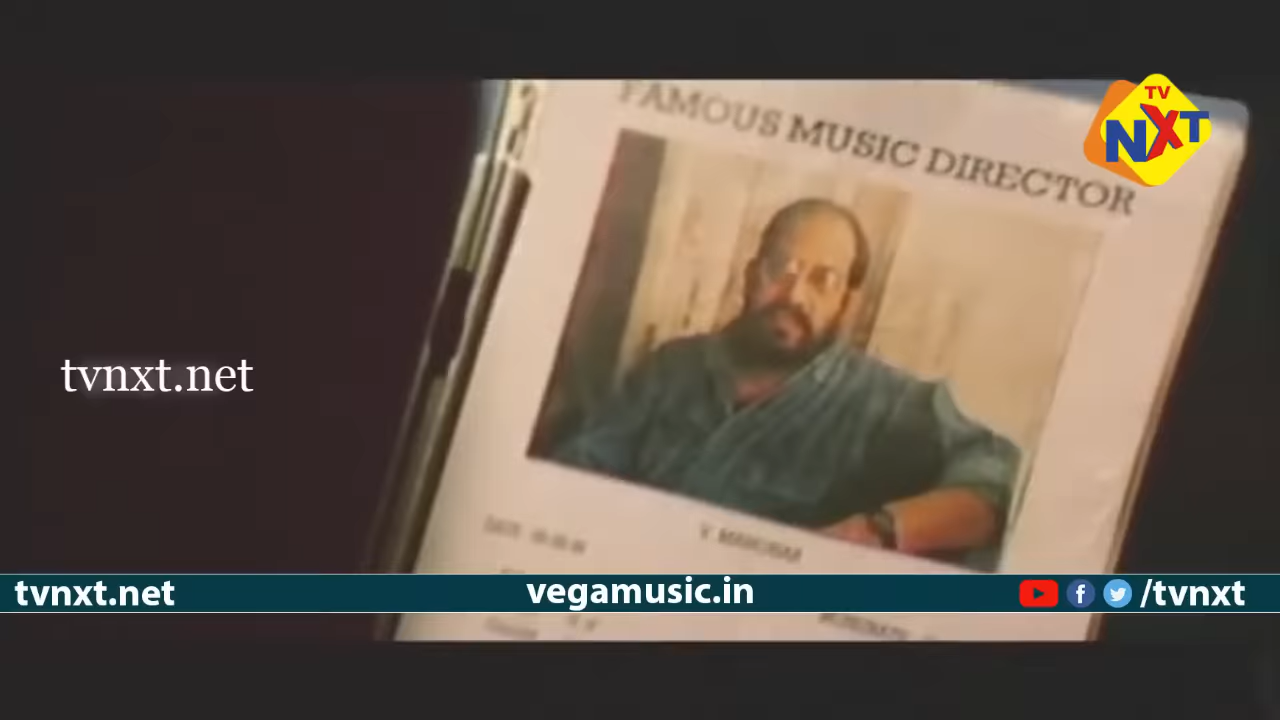 TV
NXT
FAMOUS MUSIC DIRECTOR
tvnxt.net
tvnxt.net
vegamusic.in
/tvnxt